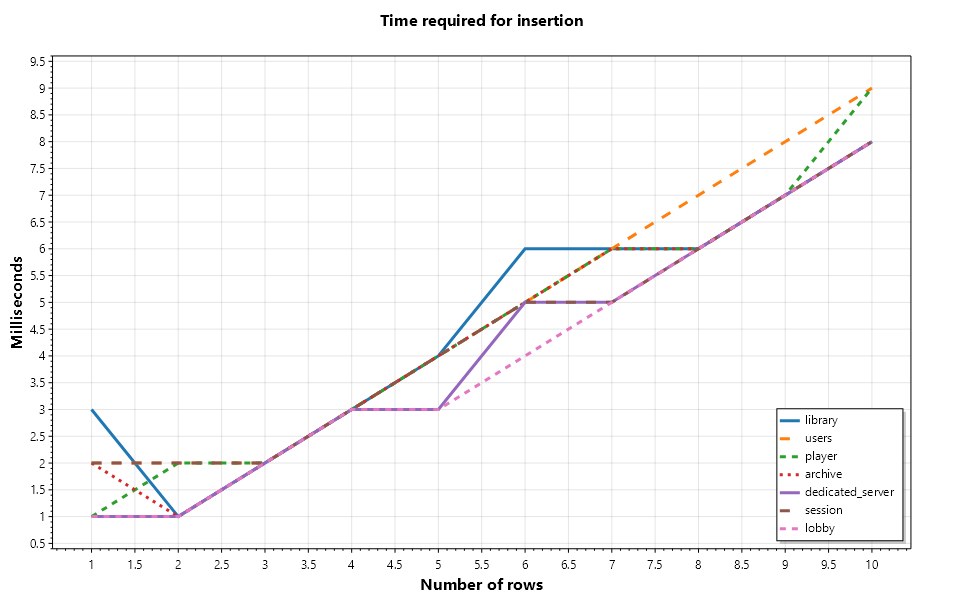 Time required for insertion
9.5
9
8.5
8
7.5
7
6.5
6
5.5
5
4.5
4
3.5
3
2.5
2
1.5
1
0.5
Milliseconds
library
users
player
archive
dedicated_server
session
lobby
1 1.5 2 2.5 3 3.5 4 4.5 5 5.5 6 6.5 7 7.5 8 8.5 9 9.5 10
Number of rows